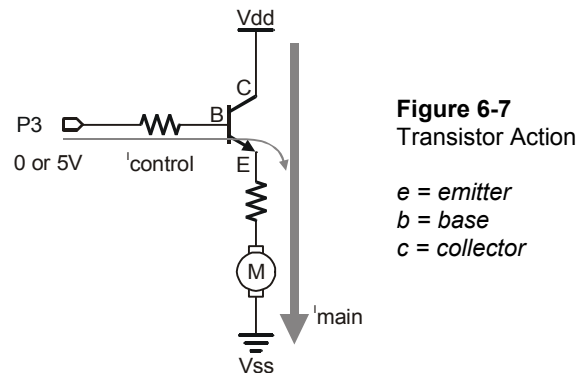 Vdd
C
B
P3
0 or 5V
Icontrol
E
M
Imain
Vss
Figure 6-7
Transistor Action
e = emitter
b = base
c = collector